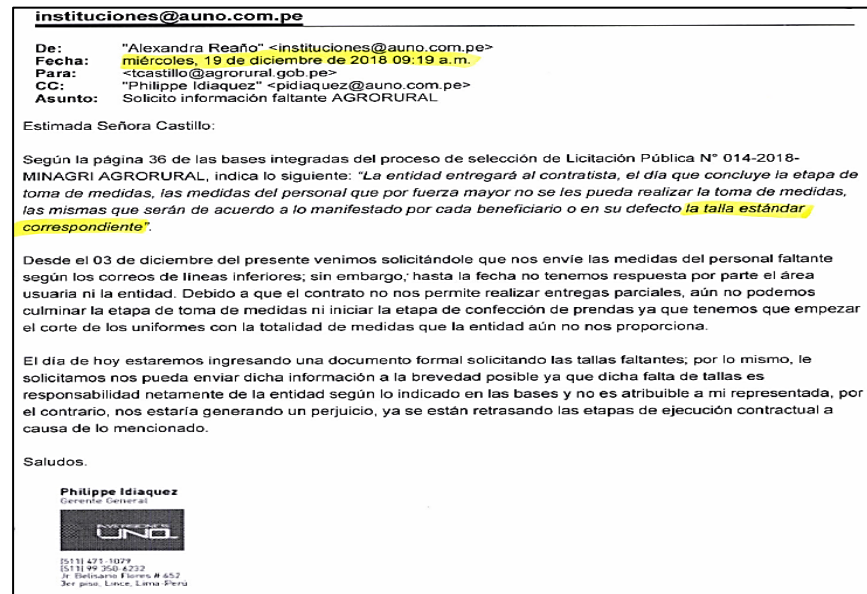 instituciones@auno.com.pe
De: "Alexandra Reaño" <instituciones@auno.com.pe>
Fecha: miércoles, 19 de diciembre de 2018 09:19 a.m.
Para: <tcastillo@agrorural.gob.pe>
CC: "Philippe Idiaquez" <pidiaquez@auno.com.pe>
Asunto: Solicito información faltante AGRORURAL
Estimada Señora Castillo:
Según la página 36 de las bases integradas del proceso de selección de Licitación Pública N° 014-2018-
MINAGRI AGRORURAL, indica lo siguiente: "La entidad entregará al contratista, el día que concluye la etapa de
toma de medidas, las medidas del personal que por fuerza mayor no se les pueda realizar la toma de medidas,
las mismas que serán de acuerdo a lo manifestado por cada beneficiario o en su defecto la talla estándar
correspondiente".
Desde el 03 de diciembre del presente venimos solicitándole que nos envíe las medidas del personal faltante
según los correos de líneas inferiores; sin embargo, hasta la fecha no tenemos respuesta por parte el área
usuaria ni la entidad. Debido a que el contrato no nos permite realizar entregas parciales, aún no podemos
culminar la etapa de toma de medidas ni iniciar la etapa de confección de prendas ya que tenemos que empezar
el corte de los uniformes con la totalidad de medidas que la entidad aún no nos proporciona.
El día de hoy estaremos ingresando una documento formal solicitando las tallas faltantes; por lo mismo, le
solicitamos nos pueda enviar dicha información a la brevedad posible ya que dicha falta de tallas es
responsabilidad netamente de la entidad según lo indicado en las bases y no es atribuible a mi representada, por
el contrario, nos estaría generando un perjuicio, ya se están retrasando las etapas de ejecución contractual a
causa de lo mencionado.
Saludos.
Philippe Idiaquez
Gerente General
INVERSIONES
UNO
(511) 471-1079
(511) 99 350-6232
Jr. Belisario Flores # 652
3er piso, Lince, Lima-Perú